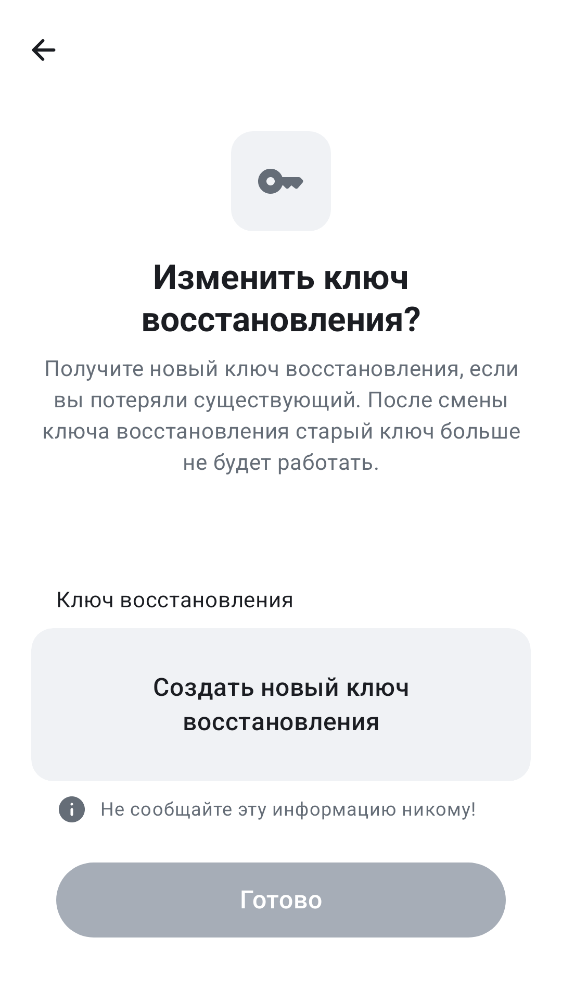 Изменить ключ
восстановления?
Получите новый ключ восстановления, если
вы потеряли существующий. После смены
ключа восстановления старый ключ больше
не будет работать.
Ключ восстановления
Создать новый ключ
восстановления
Не сообщайте эту информацию никому!
Готово